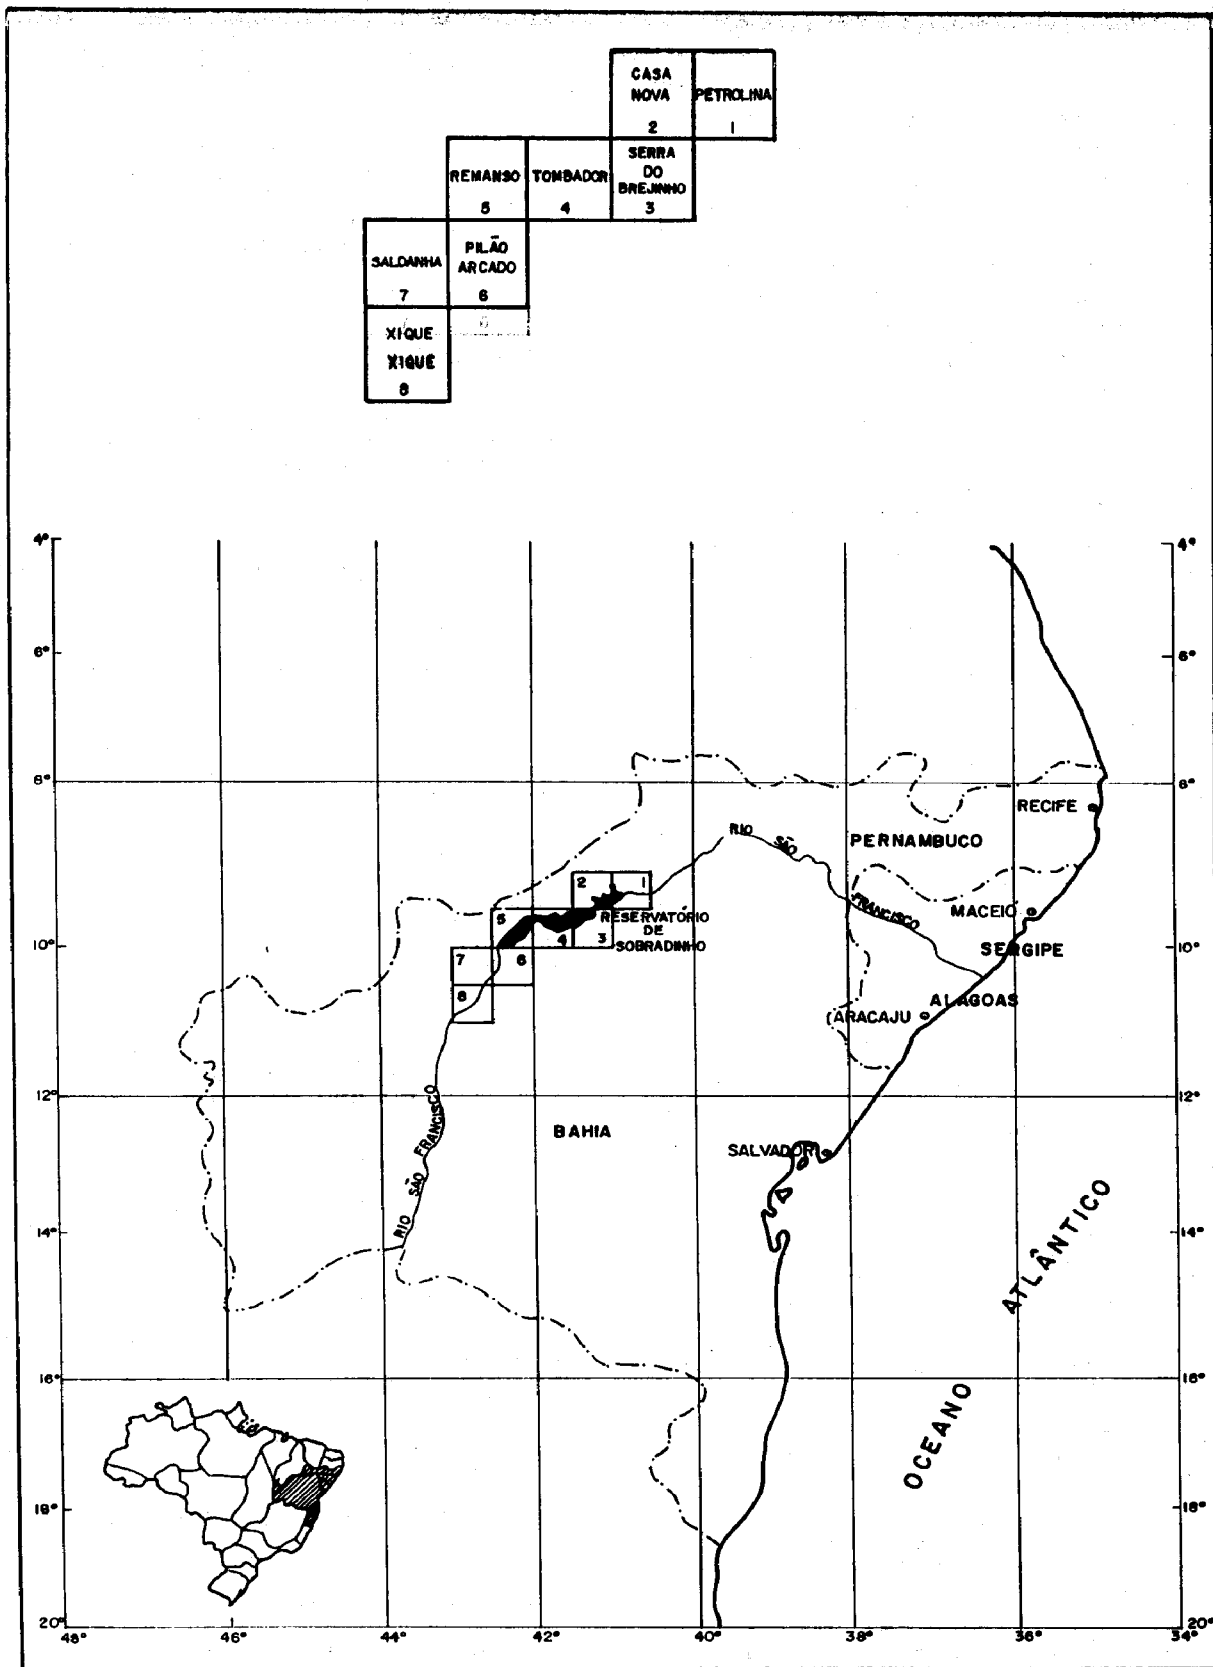 CASA
NOVA
2
PETROLINA
1
REMANSO
5
TOMBADOR
4
SERRA
DO
BREJINHO
3
SALDANHA
7
PILÃO
ARCADO
6
XIQUE
XIQUE
8
4°
4°
6°
6°
8°
8°
RECIFE
RIO SÃO FRANCISCO
PERNAMBUCO
2
1
5
4
3
RESERVATÓRIO
DE
SOBRADINHO
MACEIO
SERGIPE
10°
10°
7
6
8
ALAGOAS
ARACAJU
12°
12°
RIO SÃO FRANCISCO
BAHIA
SALVADOR
14°
14°
OCEANO ATLÂNTICO
16°
16°
18°
18°
20°
20°
48°
46°
44°
42°
40°
38°
36°
34°